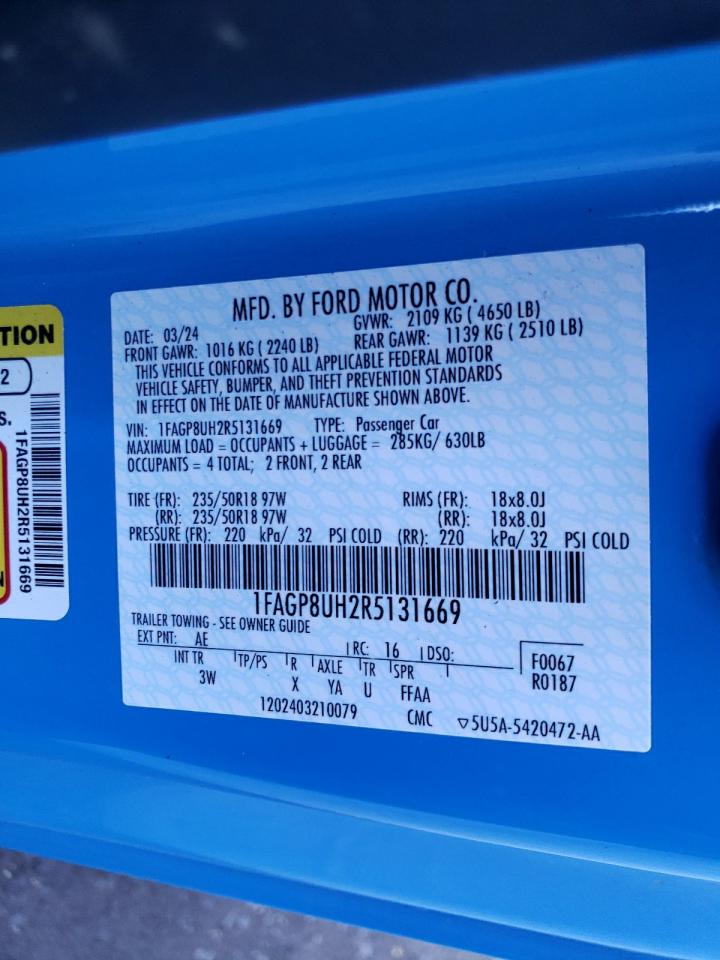 MFD. BY FORD MOTOR CO.
DATE: 03/24 GVWR: 2109 KG ( 4650 LB)
FRONT GAWR: 1016 KG ( 2240 LB) REAR GAWR: 1139 KG ( 2510 LB)
THIS VEHICLE CONFORMS TO ALL APPLICABLE FEDERAL MOTOR
VEHICLE SAFETY, BUMPER, AND THEFT PREVENTION STANDARDS
IN EFFECT ON THE DATE OF MANUFACTURE SHOWN ABOVE.
VIN: 1FAGP8UH2R5131669 TYPE: Passenger Car
MAXIMUM LOAD = OCCUPANTS + LUGGAGE = 285KG/ 630LB
OCCUPANTS = 4 TOTAL; 2 FRONT, 2 REAR
TIRE (FR): 235/50R18 97W RIMS (FR): 18x8.0J
(RR): 235/50R18 97W (RR): 18x8.0J
PRESSURE (FR): 220 kPa/ 32 PSI COLD (RR): 220 kPa/ 32 PSI COLD
1FAGP8UH2R5131669
TRAILER TOWING - SEE OWNER GUIDE
EXT PNT: AE RC: 16 DSO: F0067
INT TR TP/PS R AXLE TR SPR R0187
3W X YA U FFAA
1202403210079 CMC ▽5U5A-5420472-AA
TION
2
S.
1FAGP8UH2R5131669
N